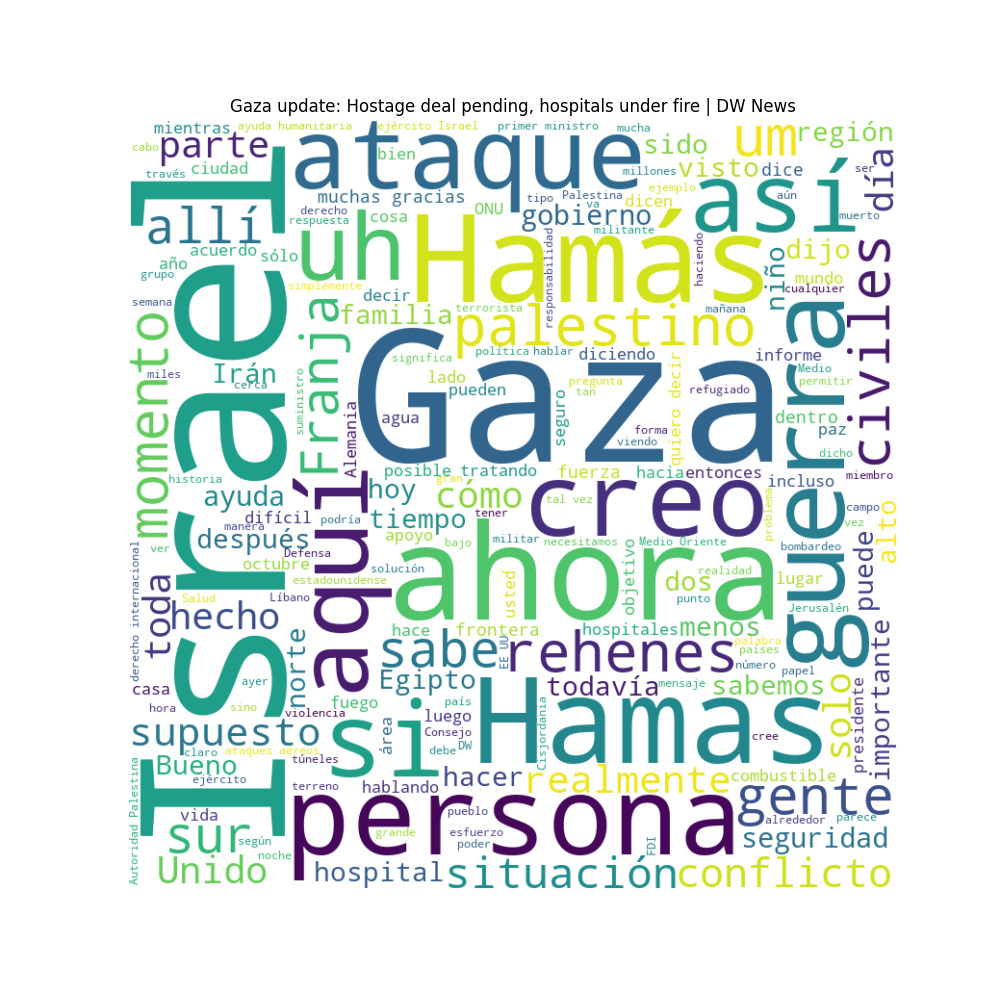 Gaza update: Hostage deal pending, hospitals under fire | DW News
mientras
ayuda humanitaria
ejército Israel
primer ministro
mucha
um
región
cabo
parte
ataque
bien
sido
visto
dice
día
ser
través
ciudad
millones
ejemplo
aún
muchas gracias
tipo
Palestina
dicen
así
muerto
allí
derecho
respuesta
cosa
ONU
va
gobierno
militante
Israel
uh
Hamás
responsabilidad
haciendo
niño
dijo
acuerdo
sólo
año
grupo
simplemente
mundo
cualquier
civiles
semana
decir
familia
terrorista
mañana
palestino
guerra
momento
Franja
significa
política
hablar
diciendo
informe
Medio
permitir
miles
Irán
cerca
suministro
lado
pueden
Gaza
pregunta
tan
refugiado
quiero decir
dentro
Alemania
agua
seguro
forma
viendo
paz
dicho
historia
aquí
posible
tratando
fuerza
hacia
entonces
incluso
miembro
gran
ayuda
hoy
cómo
creo
tal vez
problema
campo
manera
difícil
podría
tiempo
tener
vez
alto
después
Defensa
apoyo
bajo
militar
necesitamos
Medio Oriente
bombardeo
puede
ver
octubre
solución
ahora
objetivo
realidad
estadounidense
dos
lugar
derecho internacional
toda
Salud
Líbano
usted
punto
Jerusalén
hecho
hace
frontera
hospitales
menos
importante
norte
sabe
EE UU
rehenes
palabra
países
casa
ayer
Egipto
todavía
mensaje
número
papel
sabemos
solo
hora
sino
fuego
país
violencia
luego
Hamas
Cisjordania
presidente
supuesto
si
área
Consejo
cree
claro
ataques aéreos
debe
DW
Bueno
túneles
ejército
terreno
hablando
hacer
realmente
combustible
gente
Autoridad Palestina
vida
persona
pueblo
alrededor
parece
sur
según
grande
esfuerzo
poder
FDI
seguridad
noche
Unido
hospital
situación
conflicto